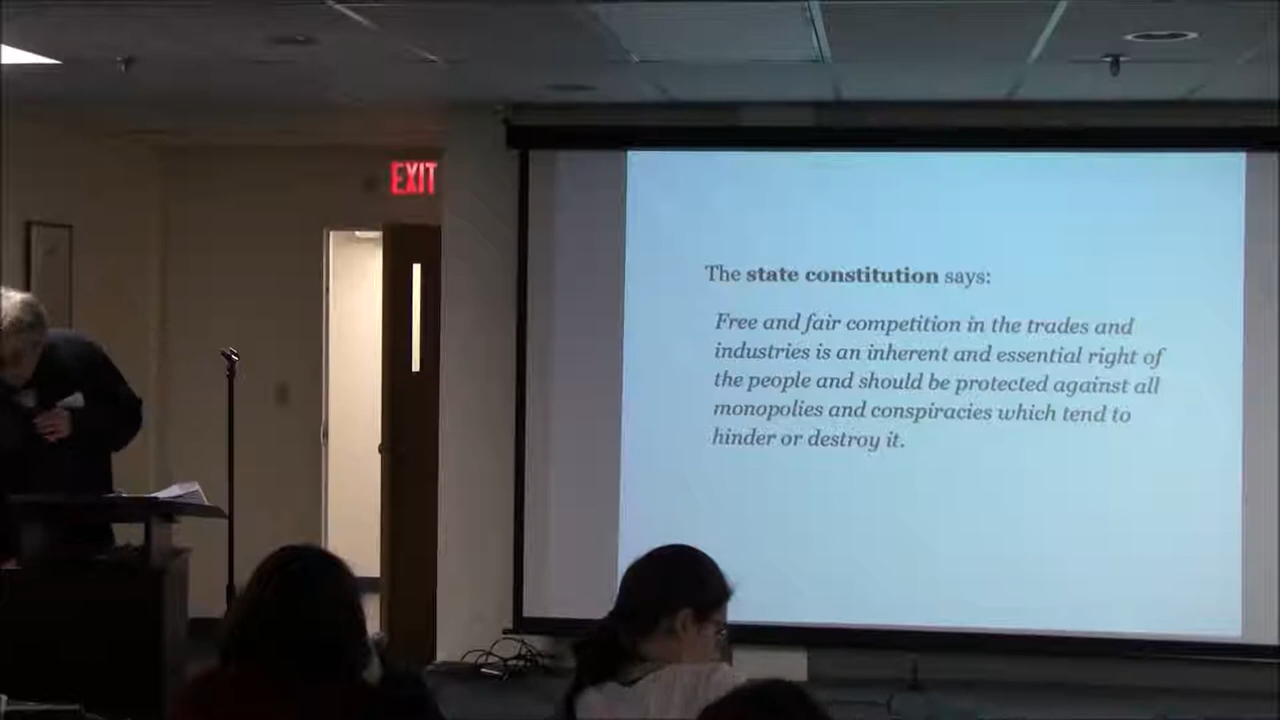 EXIT
The state constitution says:
Free and fair competition in the trades and
industries is an inherent and essential right of
the people and should be protected against all
monopolies and conspiracies which tend to
hinder or destroy it.